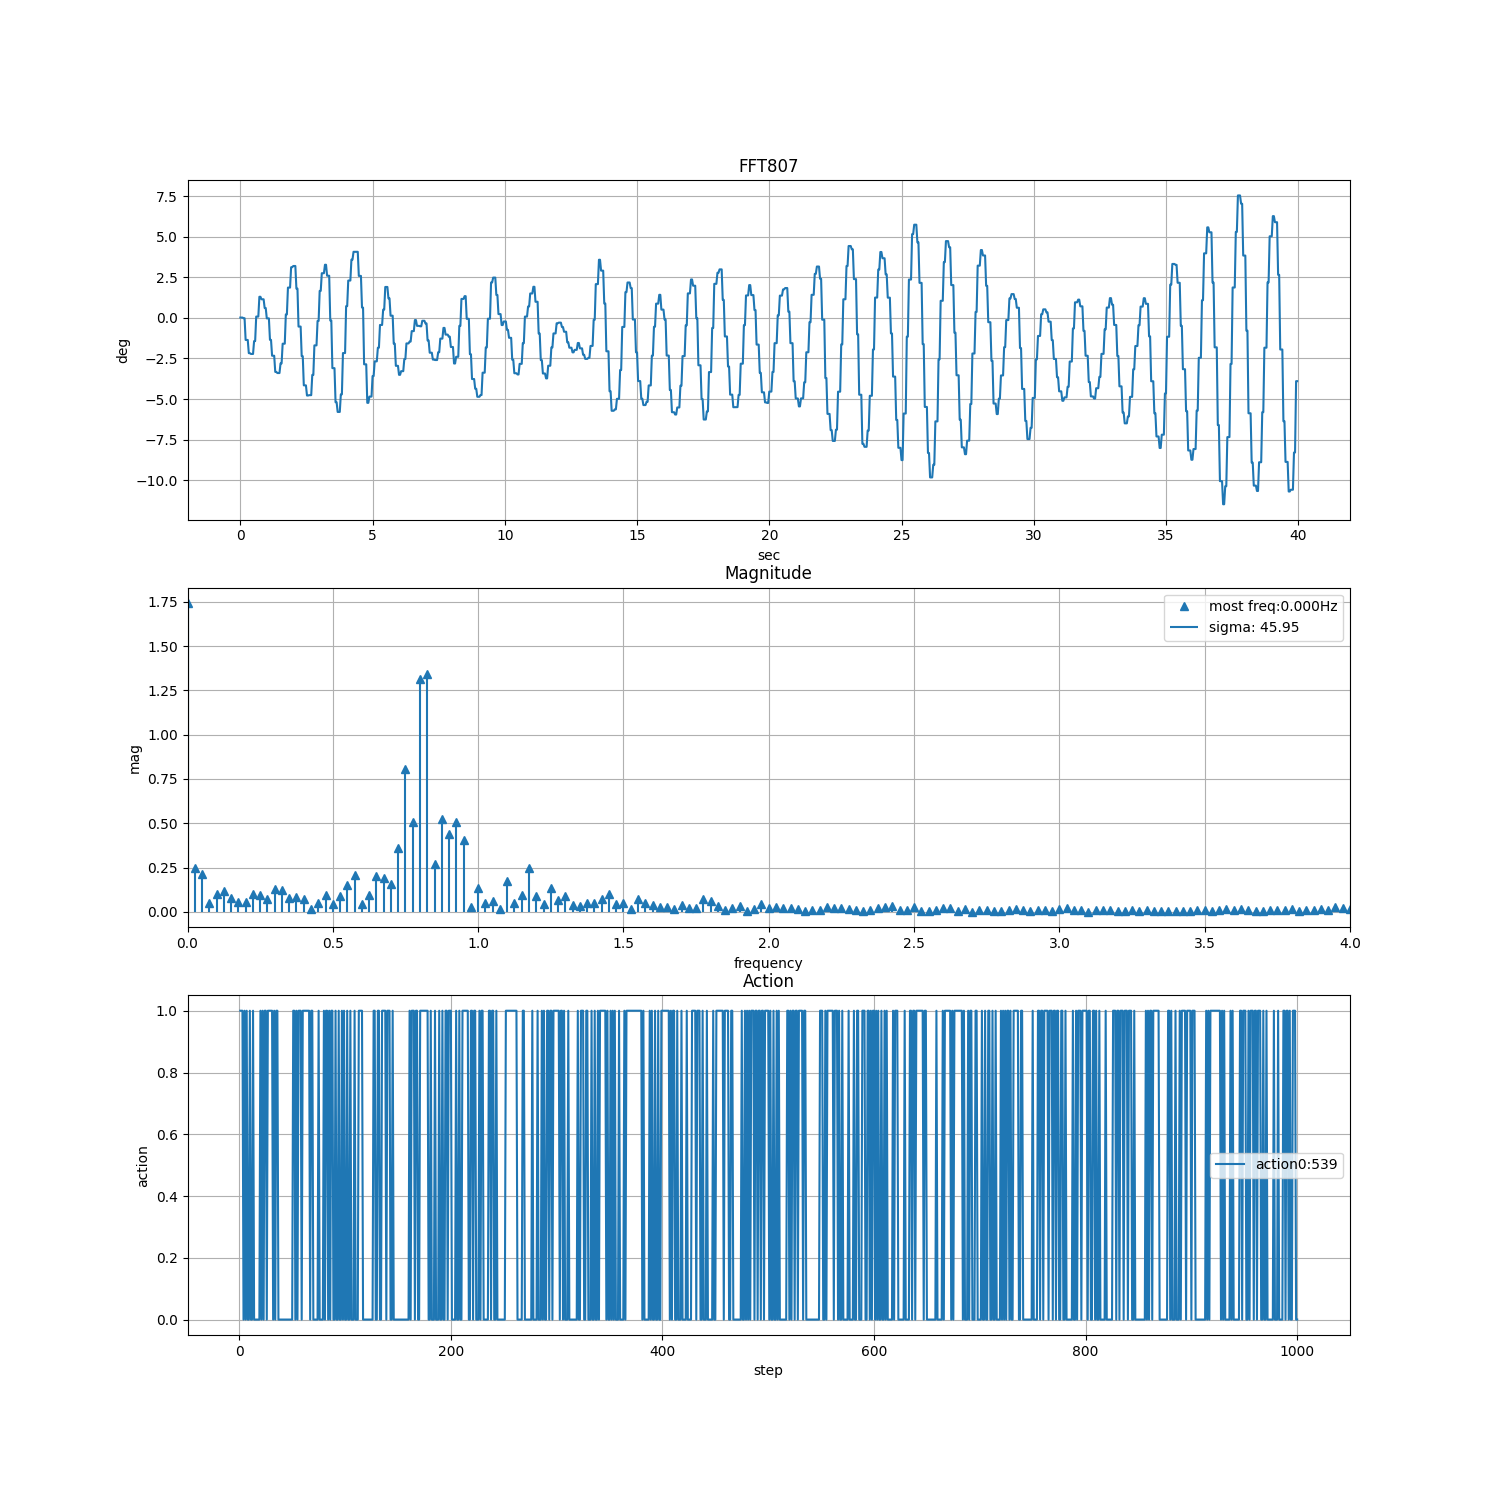 FFT807
7.5
5.0
2.5
0.0
−2.5
−5.0
−7.5
−10.0
deg
0 5 10 15 20 25 30 35 40
sec
Magnitude
1.75
1.50
1.25
1.00
0.75
0.50
0.25
0.00
mag
most freq:0.000Hz
sigma: 45.95
0.0 0.5 1.0 1.5 2.0 2.5 3.0 3.5 4.0
frequency
Action
1.0
0.8
0.6
0.4
0.2
0.0
action
action0:539
0 200 400 600 800 1000
step